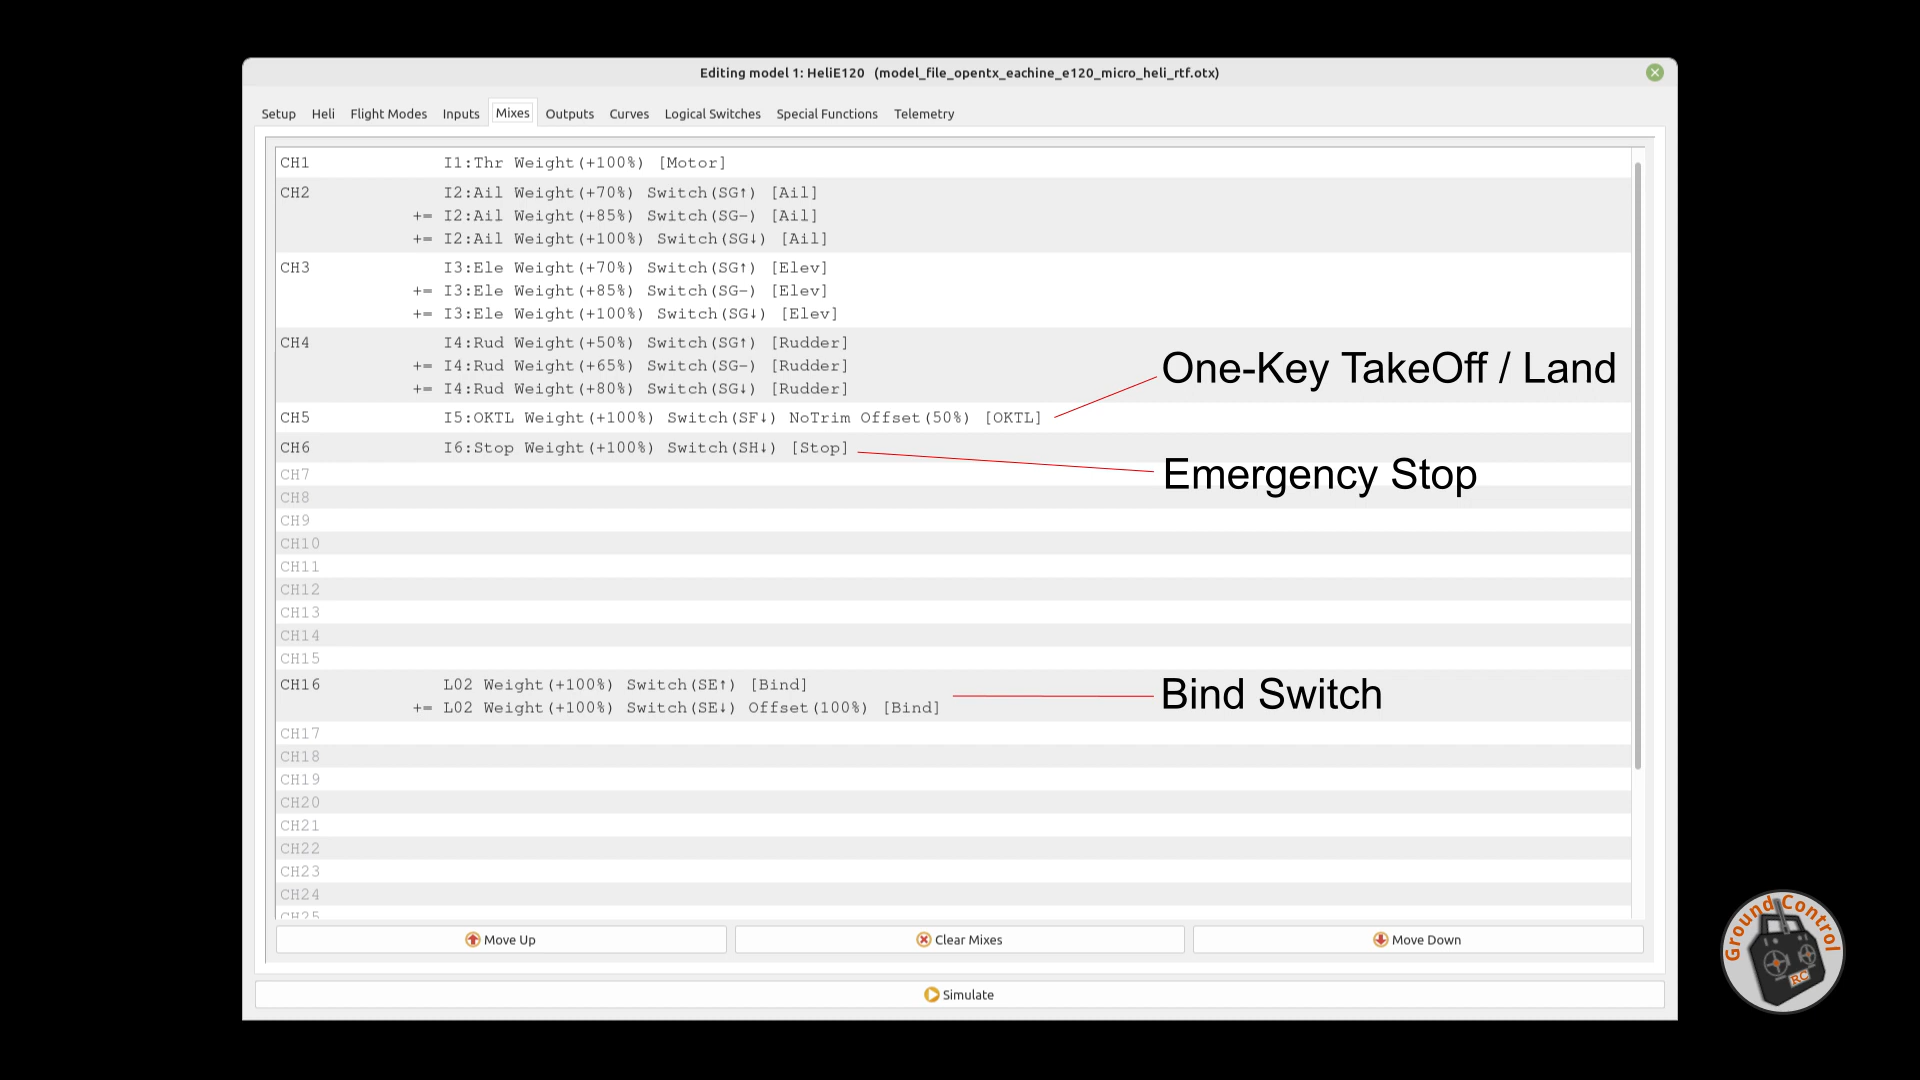 Editing model 1: HeliE120 (model_file_opentx_eachine_e120_micro_heli_rtf.otx)
Setup Heli Flight Modes Inputs Mixes Outputs Curves Logical Switches Special Functions Telemetry
CH1 I1:Thr Weight(+100%) [Motor]
CH2 I2:Ail Weight(+70%) Switch(SG↑) [Ail]
+= I2:Ail Weight(+85%) Switch(SG-) [Ail]
+= I2:Ail Weight(+100%) Switch(SG↓) [Ail]
CH3 I3:Ele Weight(+70%) Switch(SG↑) [Elev]
+= I3:Ele Weight(+85%) Switch(SG-) [Elev]
+= I3:Ele Weight(+100%) Switch(SG↓) [Elev]
CH4 I4:Rud Weight(+50%) Switch(SG↑) [Rudder]
+= I4:Rud Weight(+65%) Switch(SG-) [Rudder]
+= I4:Rud Weight(+80%) Switch(SG↓) [Rudder]
One-Key TakeOff / Land
CH5 I5:OKTL Weight(+100%) Switch(SF↓) NoTrim Offset(50%) [OKTL]
CH6 I6:Stop Weight(+100%) Switch(SH↓) [Stop]
Emergency Stop
CH7
CH8
CH9
CH10
CH11
CH12
CH13
CH14
CH15
CH16 L02 Weight(+100%) Switch(SE↑) [Bind]
+= L02 Weight(+100%) Switch(SE↓) Offset(100%) [Bind]
Bind Switch
CH17
CH18
CH19
CH20
CH21
CH22
CH23
CH24
CH25
Move Up Clear Mixes Move Down
Simulate
Ground Control
RC